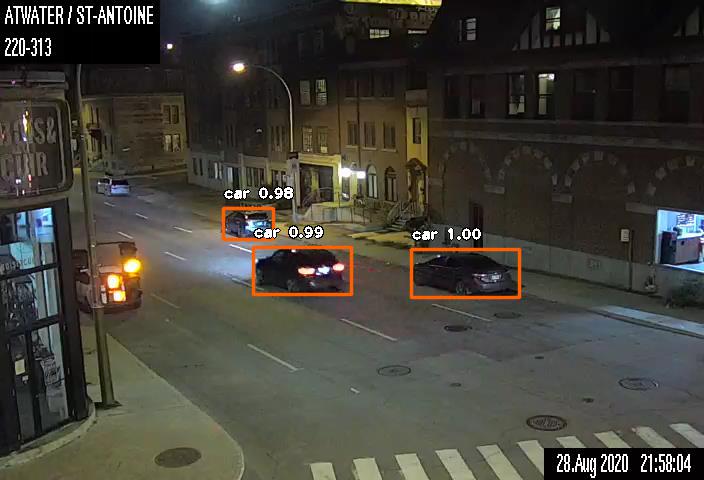 ATWATER / ST-ANTOINE
220-313
car 0.98
car 0.99
car 1.00
28.Aug 2020 21:58:04